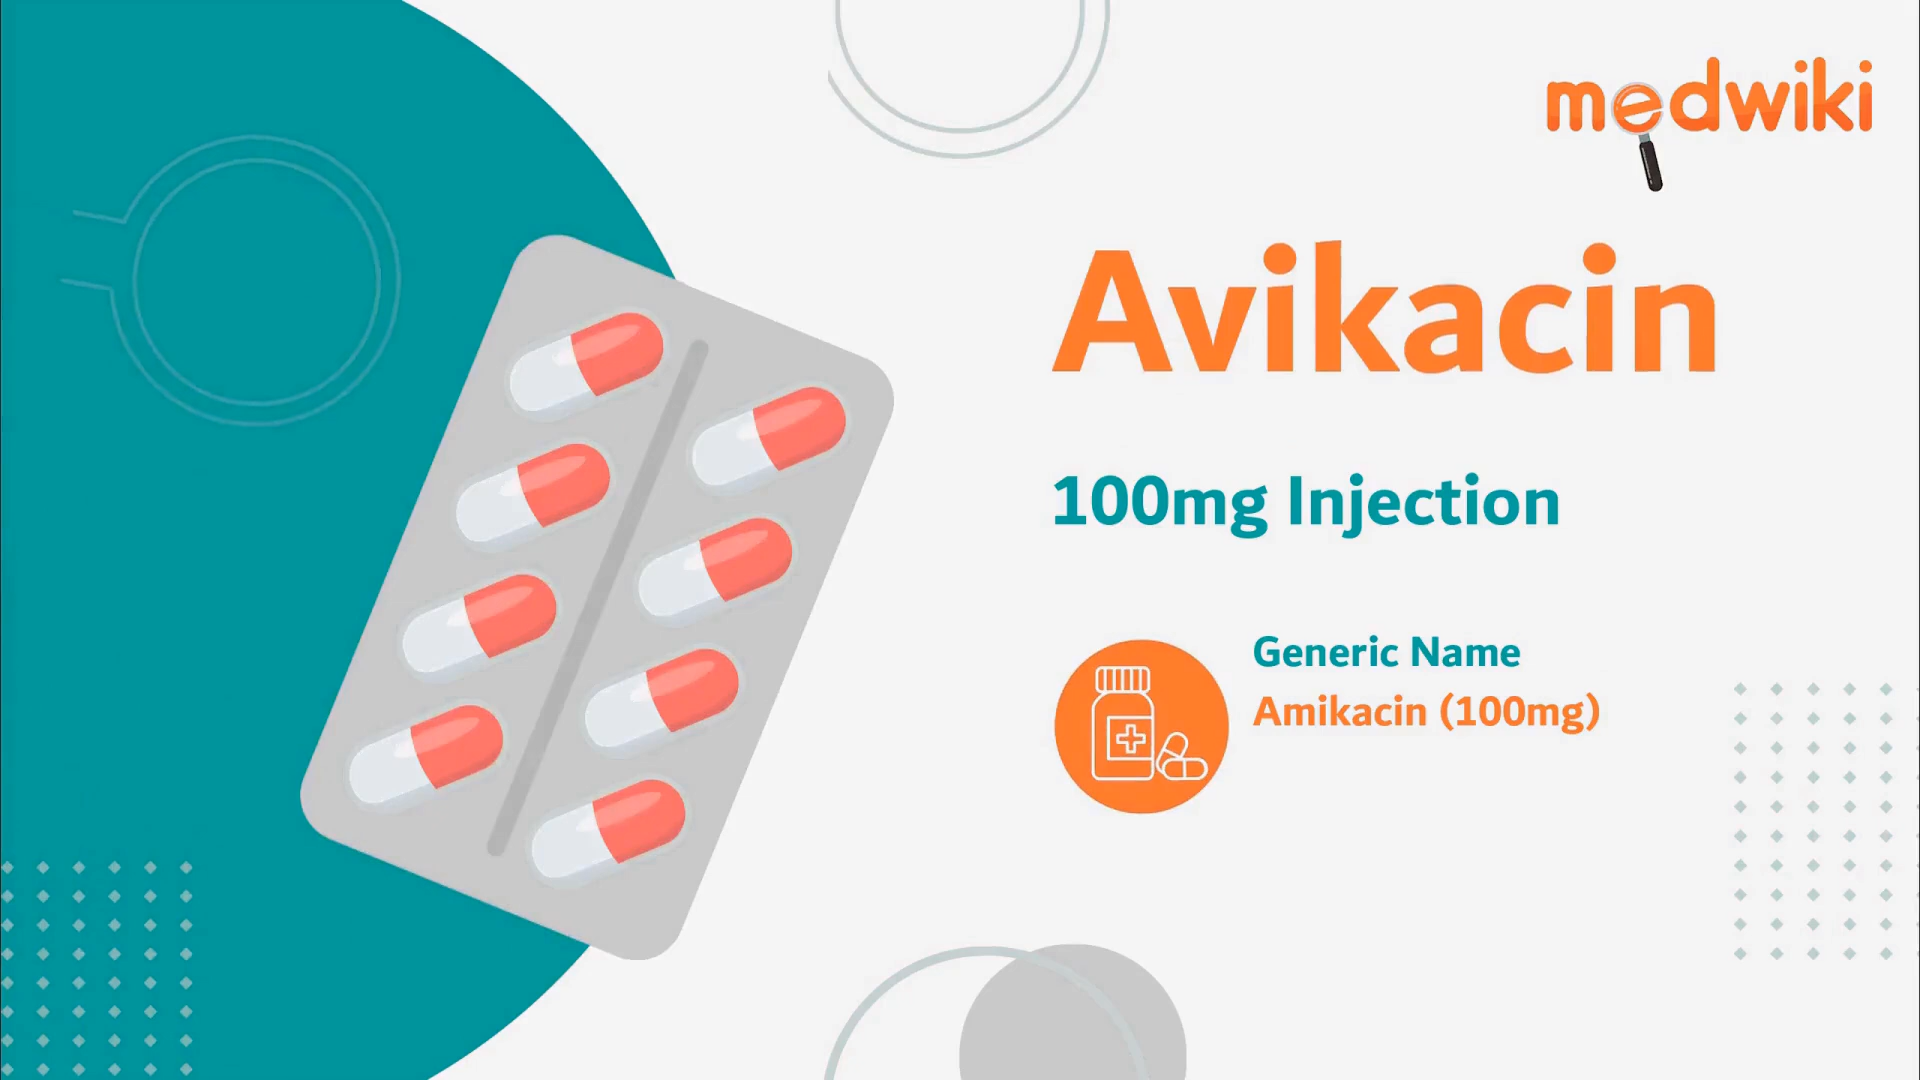 medwiki
Avikacin
100mg Injection
Generic Name
Amikacin (100mg)